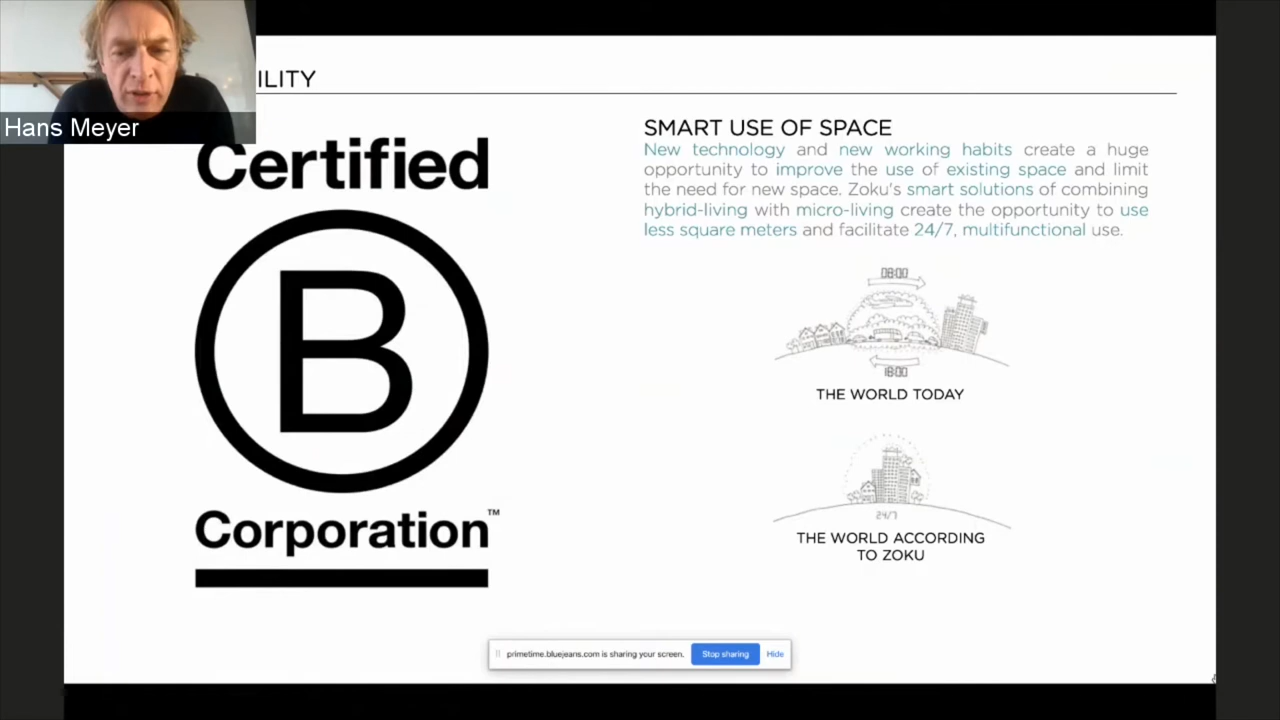 ILITY
Hans Meyer
Certified
B
Corporation™
SMART USE OF SPACE
New technology and new working habits create a huge
opportunity to improve the use of existing space and limit
the need for new space. Zoku's smart solutions of combining
hybrid-living with micro-living create the opportunity to use
less square meters and facilitate 24/7, multifunctional use.
08:00
18:00
THE WORLD TODAY
24/7
THE WORLD ACCORDING
TO ZOKU
primetime.bluejeans.com is sharing your screen. Stop sharing Hide